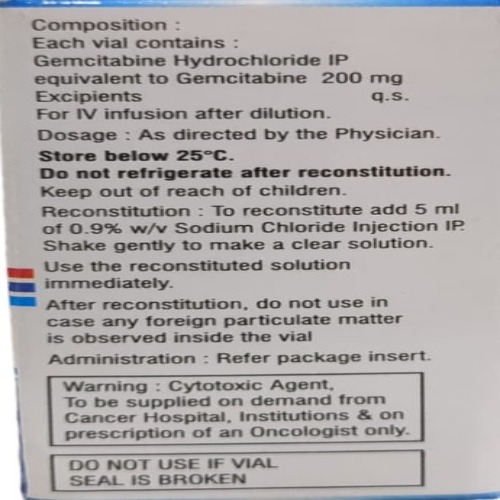 Composition :
Each vial contains :
Gemcitabine Hydrochloride IP
equivalent to Gemcitabine 200 mg
Excipients q.s.
For IV infusion after dilution.
Dosage : As directed by the Physician.
Store below 25°C.
Do not refrigerate after reconstitution.
Keep out of reach of children.
Reconstitution : To reconstitute add 5 ml
of 0.9% w/v Sodium Chloride Injection IP.
Shake gently to make a clear solution.
Use the reconstituted solution
immediately.
After reconstitution, do not use in
case any foreign particulate matter
is observed inside the vial
Administration : Refer package insert.
Warning : Cytotoxic Agent,
To be supplied on demand from
Cancer Hospital, Institutions & on
prescription of an Oncologist only.
DO NOT USE IF VIAL
SEAL IS BROKEN